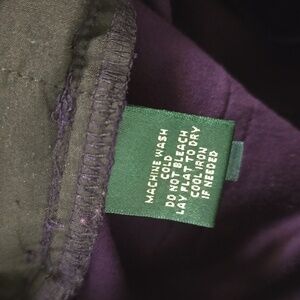 MACHINE WASH
COLD
DO NOT BLEACH
LAY FLAT TO DRY
COOL IRON
IF NEEDED